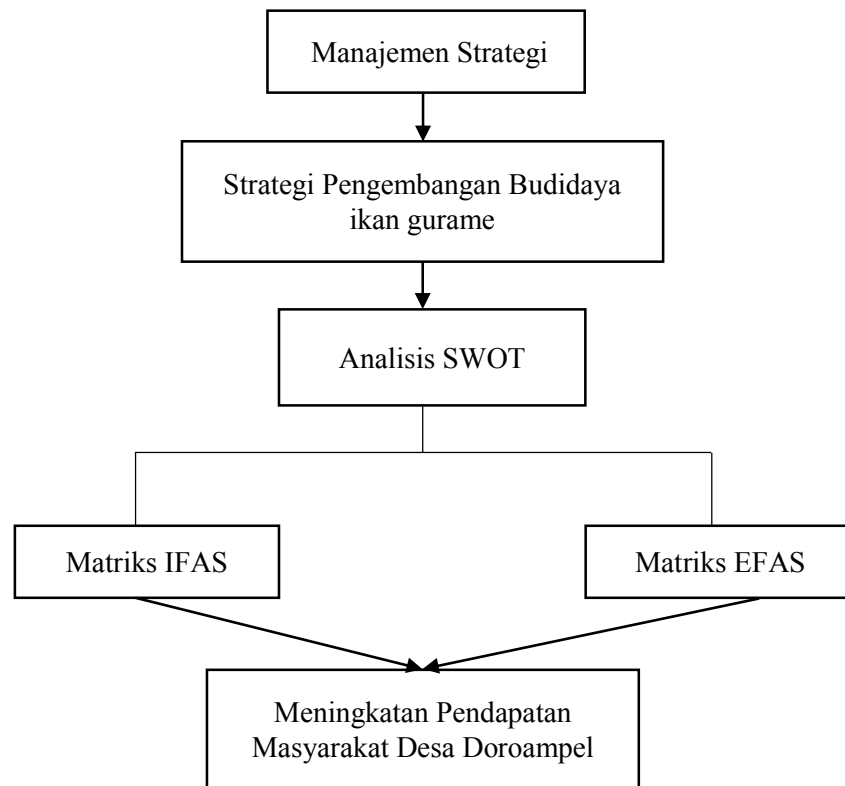 Manajemen Strategi
Strategi Pengembangan Budidaya
ikan gurame
Analisis SWOT
Matriks IFAS
Matriks EFAS
Meningkatan Pendapatan
Masyarakat Desa Doroampel